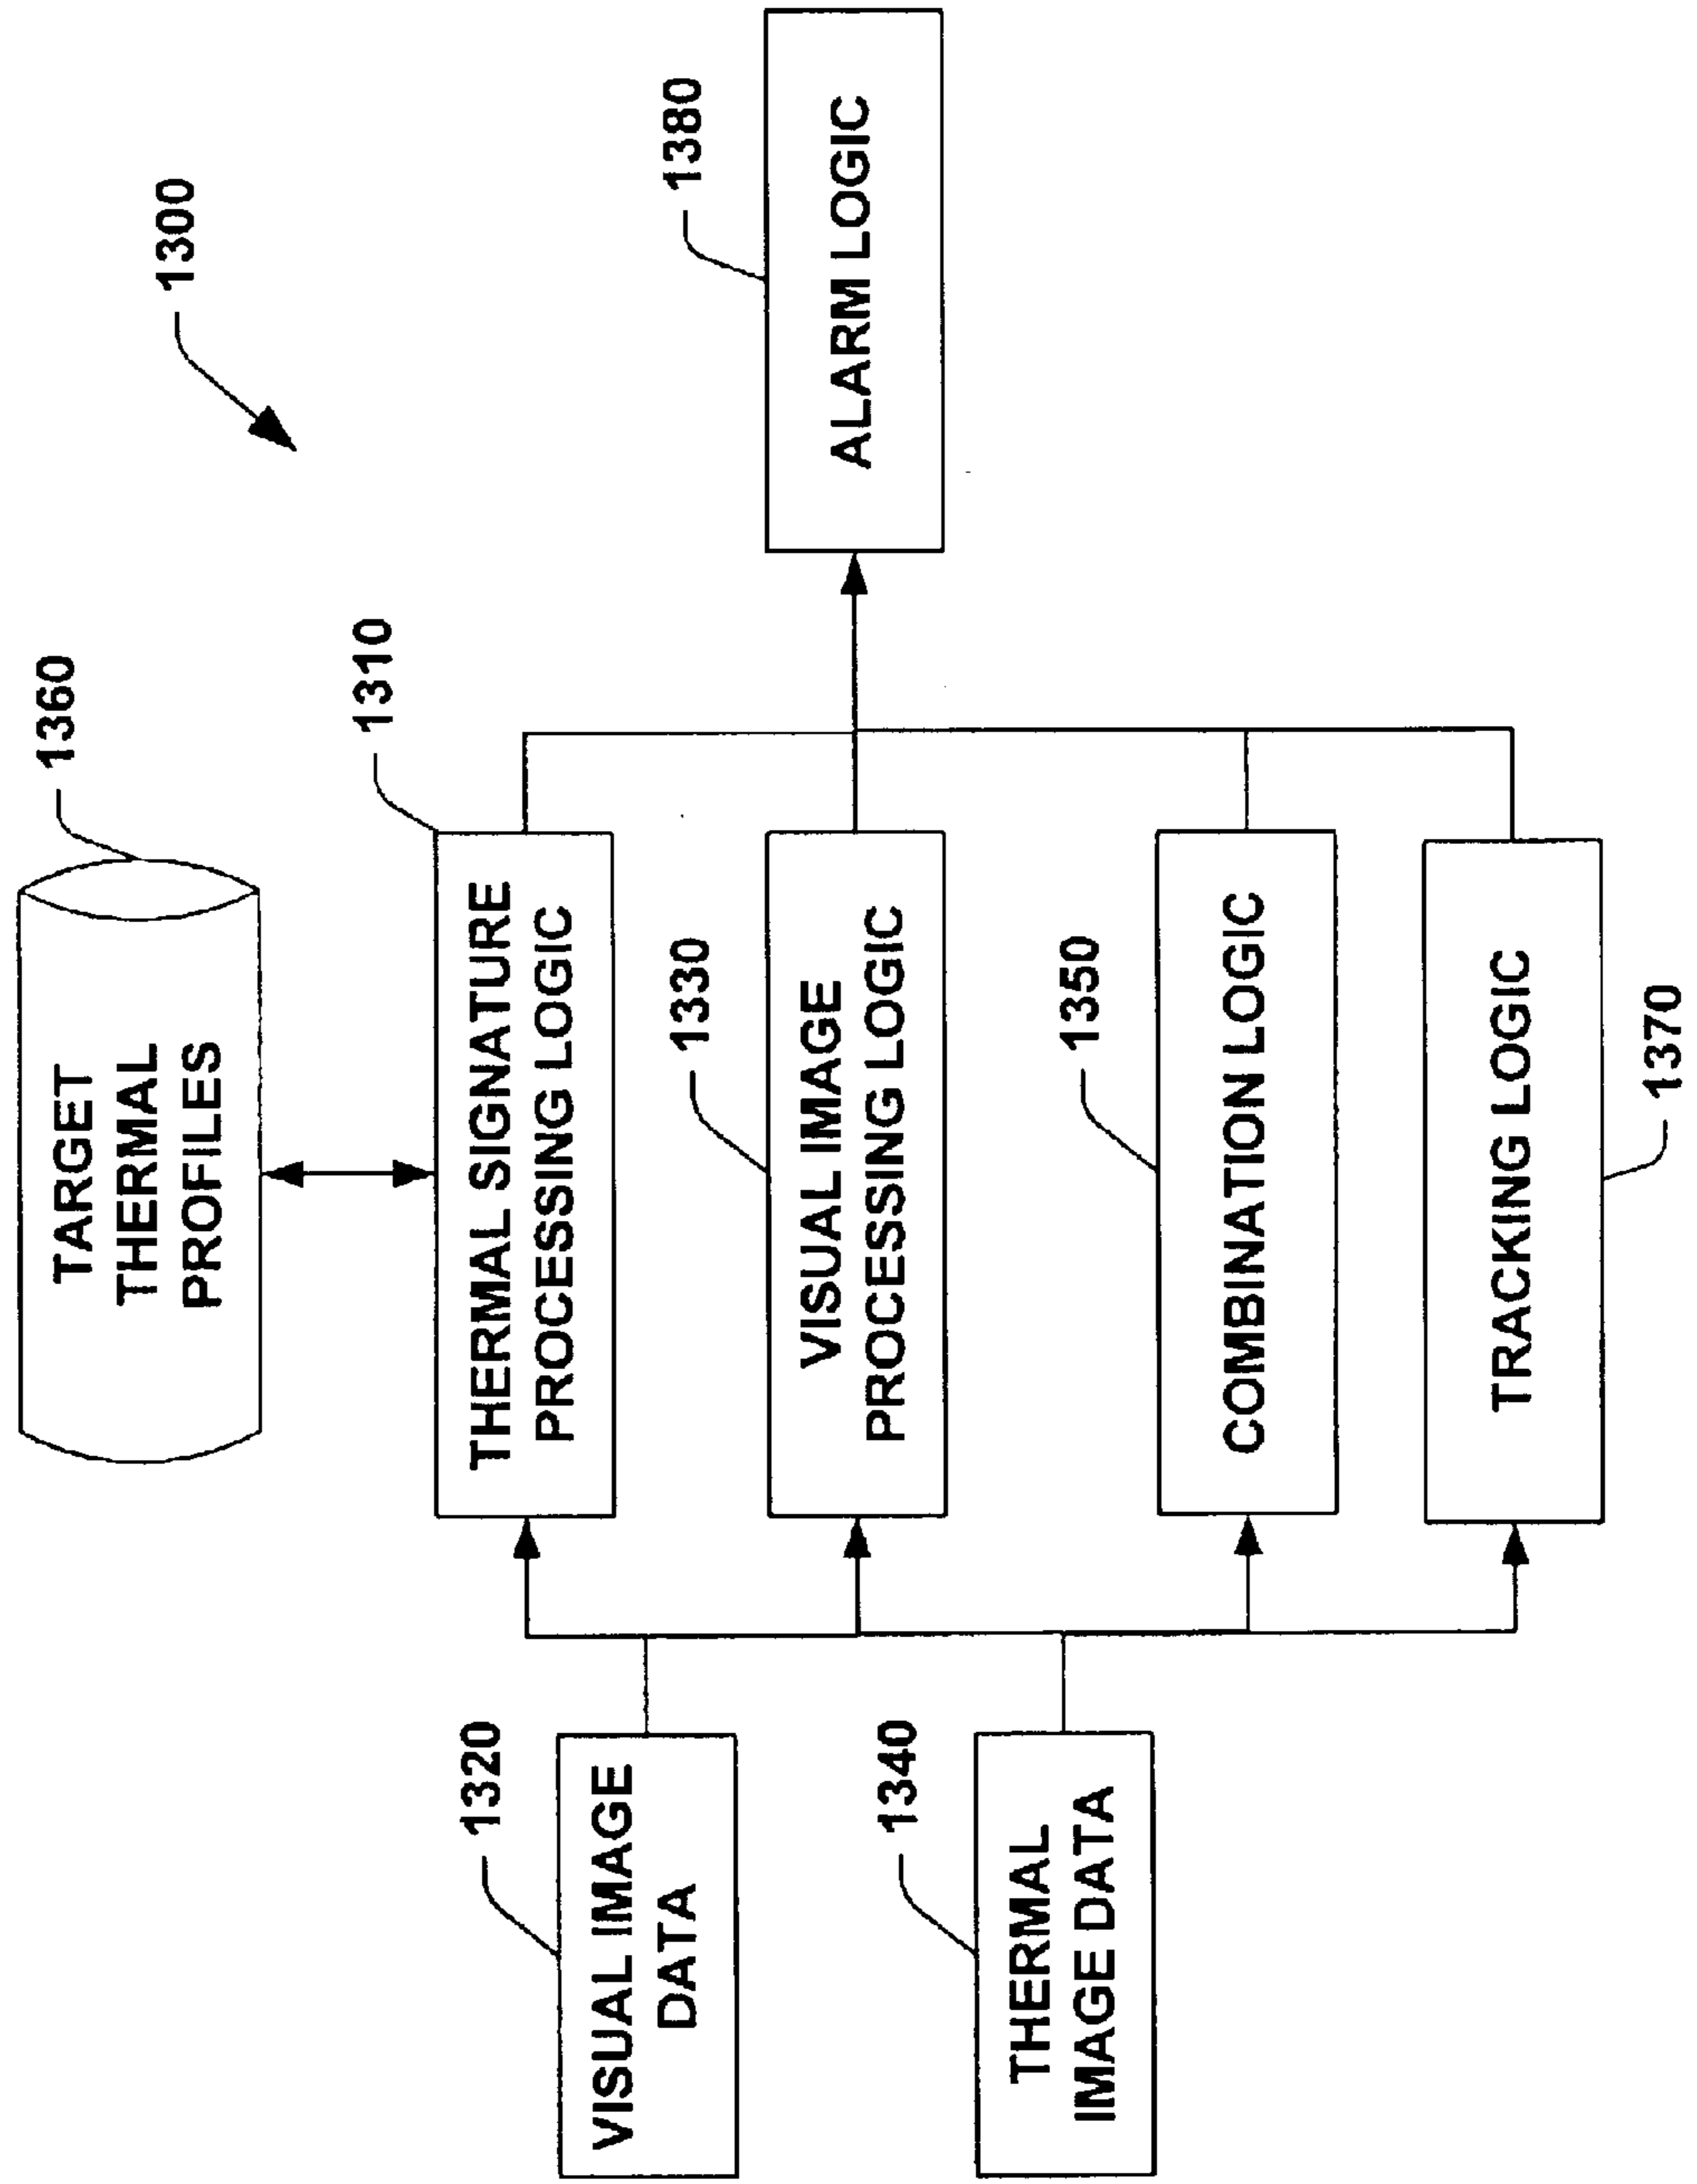 1300
1360
TARGET
THERMAL
PROFILES
1310
THERMAL SIGNATURE
PROCESSING LOGIC
1320
VISUAL IMAGE
DATA
1330
VISUAL IMAGE
PROCESSING LOGIC
1380
ALARM LOGIC
1340
THERMAL
IMAGE DATA
1350
COMBINATION LOGIC
TRACKING LOGIC
1370